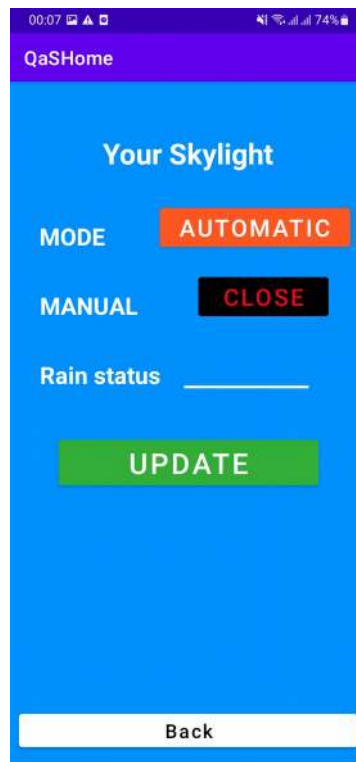 00:07 74%
QaSHome
Your Skylight
MODE AUTOMATIC
MANUAL CLOSE
Rain status
UPDATE
Back